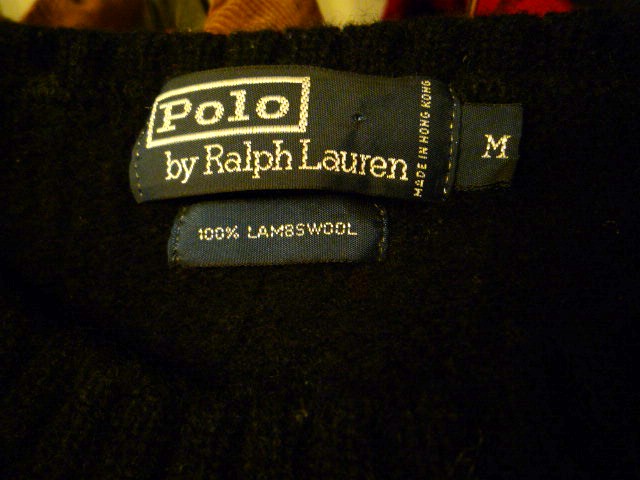 Polo
by Ralph Lauren
MADE IN HONG KONG
M
100% LAMBSWOOL